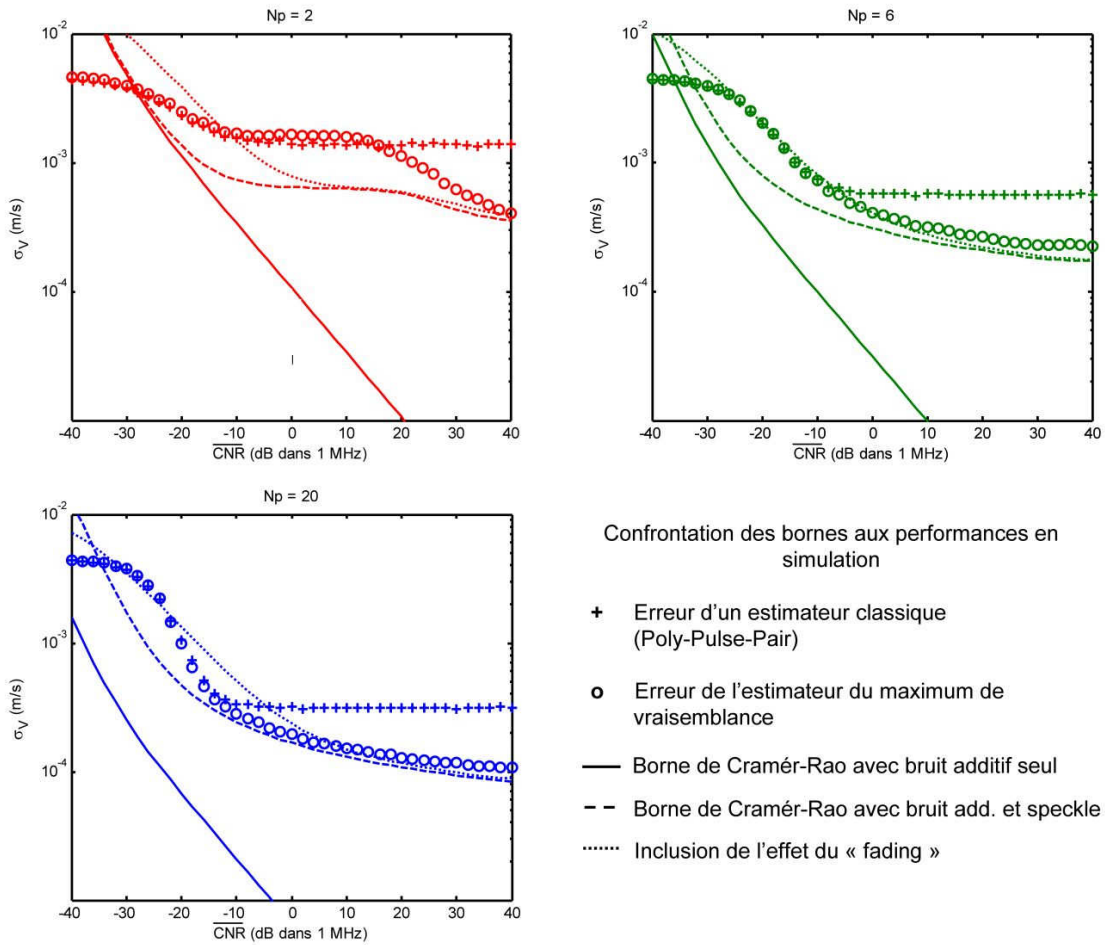 Np = 2
10^-2
10^-3
10^-4
σ_V (m/s)
-40 -30 -20 -10 0 10 20 30 40
CNR (dB dans 1 MHz)
Np = 6
10^-2
10^-3
10^-4
σ_V (m/s)
-40 -30 -20 -10 0 10 20 30 40
CNR (dB dans 1 MHz)
Np = 20
10^-2
10^-3
10^-4
σ_V (m/s)
-40 -30 -20 -10 0 10 20 30 40
CNR (dB dans 1 MHz)
Confrontation des bornes aux performances en
simulation
+ Erreur d'un estimateur classique
(Poly-Pulse-Pair)
o Erreur de l'estimateur du maximum de
vraisemblance
Borne de Cramér-Rao avec bruit additif seul
Borne de Cramér-Rao avec bruit add. et speckle
Inclusion de l'effet du « fading »